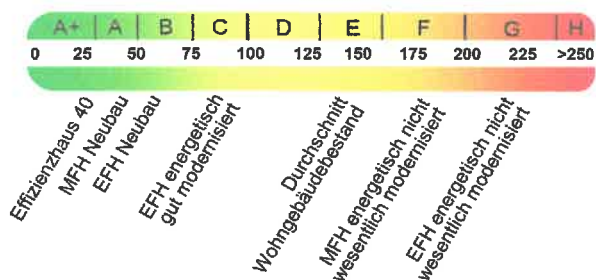 A+ A B C D E F G H
0 25 50 75 100 125 150 175 200 225 >250
Effizienzhaus 40
MFH Neubau
EFH Neubau
EFH energetisch
gut modernisiert
Durchschnitt
Wohngebäudebestand
MFH energetisch nicht
wesentlich modernisiert
EFH energetisch nicht
wesentlich modernisiert